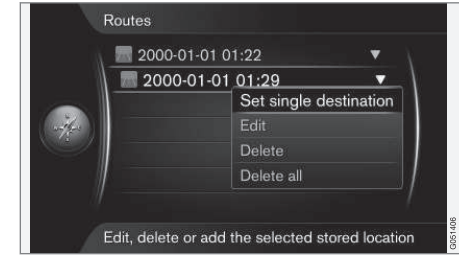 Routes
2000-01-01 01:22
2000-01-01 01:29
Set single destination
Edit
Delete
Delete all
Edit, delete or add the selected stored location
G051406